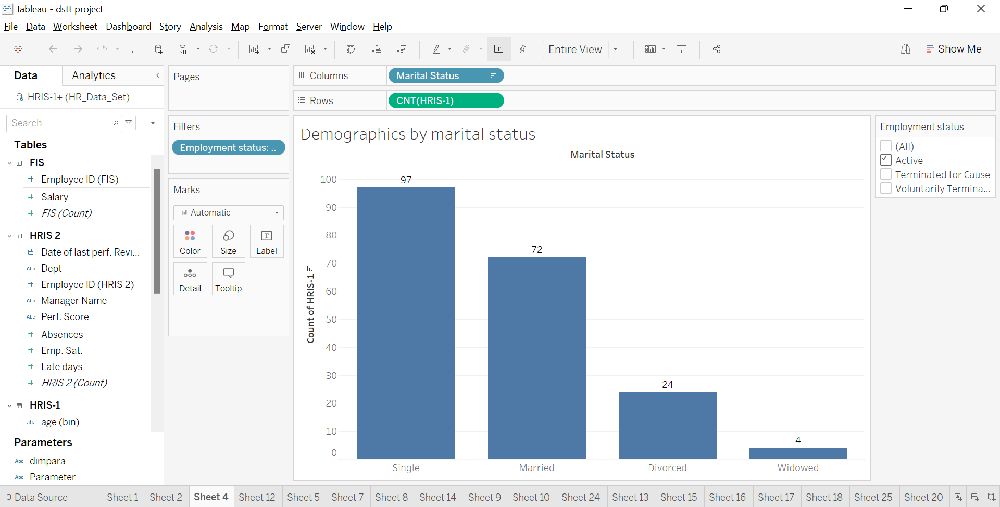 Tableau - dstt project
File Data Worksheet Dashboard Story Analysis Map Format Server Window Help
Entire View
Show Me
Data Analytics
HRIS-1+ (HR_Data_Set)
Search
Tables
FIS
# Employee ID (FIS)
# Salary
# FIS (Count)
HRIS 2
Date of last perf. Revi...
Abc Dept
# Employee ID (HRIS 2)
Abc Manager Name
Abc Perf. Score
# Absences
# Emp. Sat.
# Late days
# HRIS 2 (Count)
HRIS-1
age (bin)
Parameters
Abc dimpara
Abc Parameter
Pages
Filters
Employment status: ..
Marks
Automatic
Color Size T Label
Detail Tooltip
Columns Marital Status
Rows CNT(HRIS-1)
Demographics by marital status
Marital Status
Count of HRIS-1
100
90
80
70
60
50
40
30
20
10
0
97
72
24
4
Single Married Divorced Widowed
Employment status
(All)
Active
Terminated for Cause
Voluntarily Termina...
Data Source Sheet 1 Sheet 2 Sheet 4 Sheet 12 Sheet 5 Sheet 7 Sheet 8 Sheet 14 Sheet 9 Sheet 10 Sheet 24 Sheet 13 Sheet 15 Sheet 16 Sheet 17 Sheet 18 Sheet 25 Sheet 20